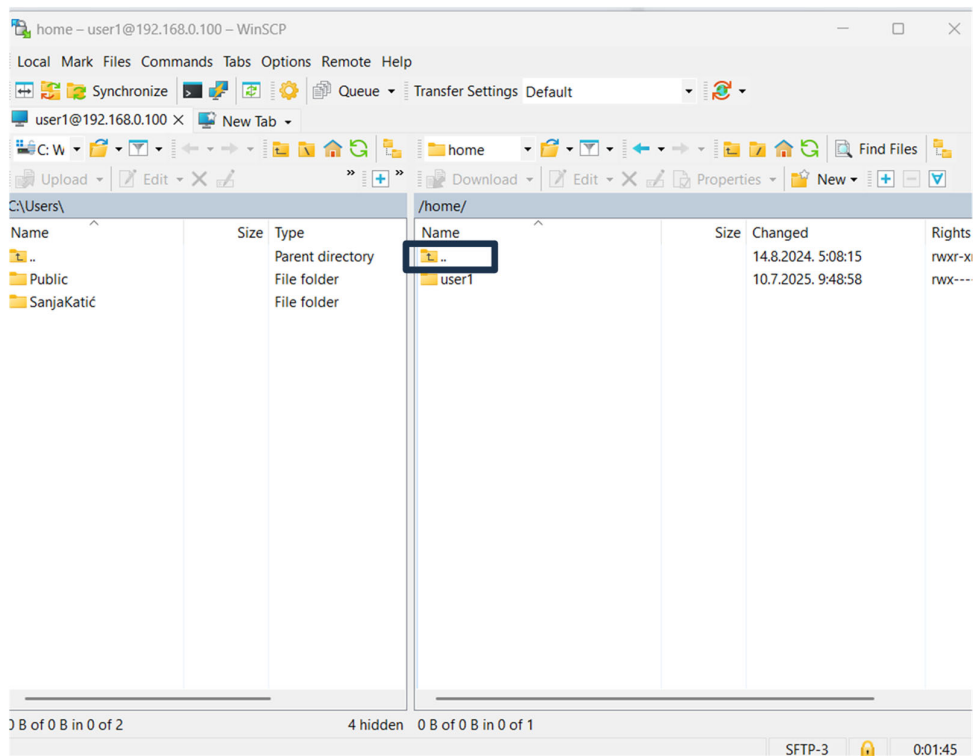 home – user1@192.168.0.100 – WinSCP
Local Mark Files Commands Tabs Options Remote Help
Synchronize Queue Transfer Settings Default
user1@192.168.0.100 × New Tab
C: W home Find Files
Upload Edit » Download Edit Properties New
C:\Users\ /home/
Name Size Type Name Size Changed Rights
.. Parent directory .. 14.8.2024. 5:08:15 rwxr-x
Public File folder user1 10.7.2025. 9:48:58 rwx---
SanjaKatić File folder
0 B of 0 B in 0 of 2 4 hidden 0 B of 0 B in 0 of 1
SFTP-3 0:01:45